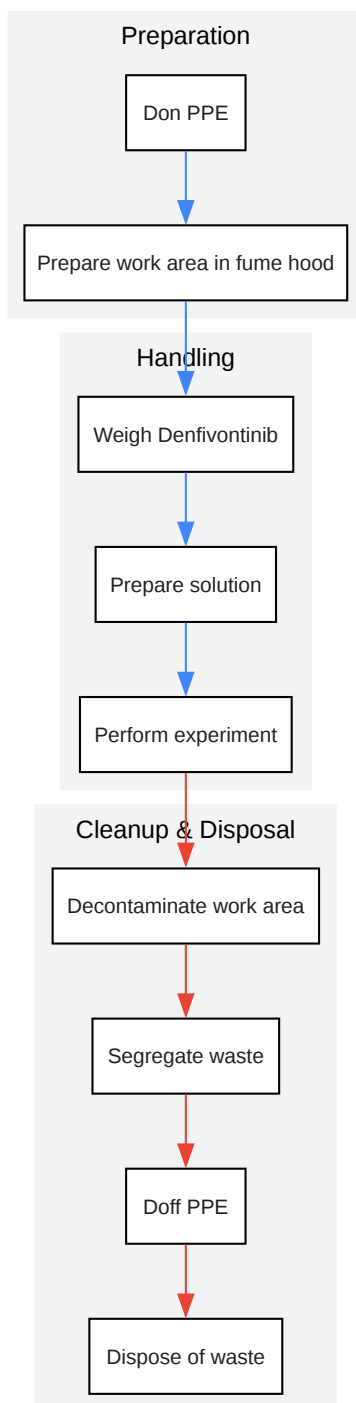 Preparation
Don PPE
Prepare work area in fume hood
Handling
Weigh Denfivontinib
Prepare solution
Perform experiment
Cleanup & Disposal
Decontaminate work area
Segregate waste
Doff PPE
Dispose of waste